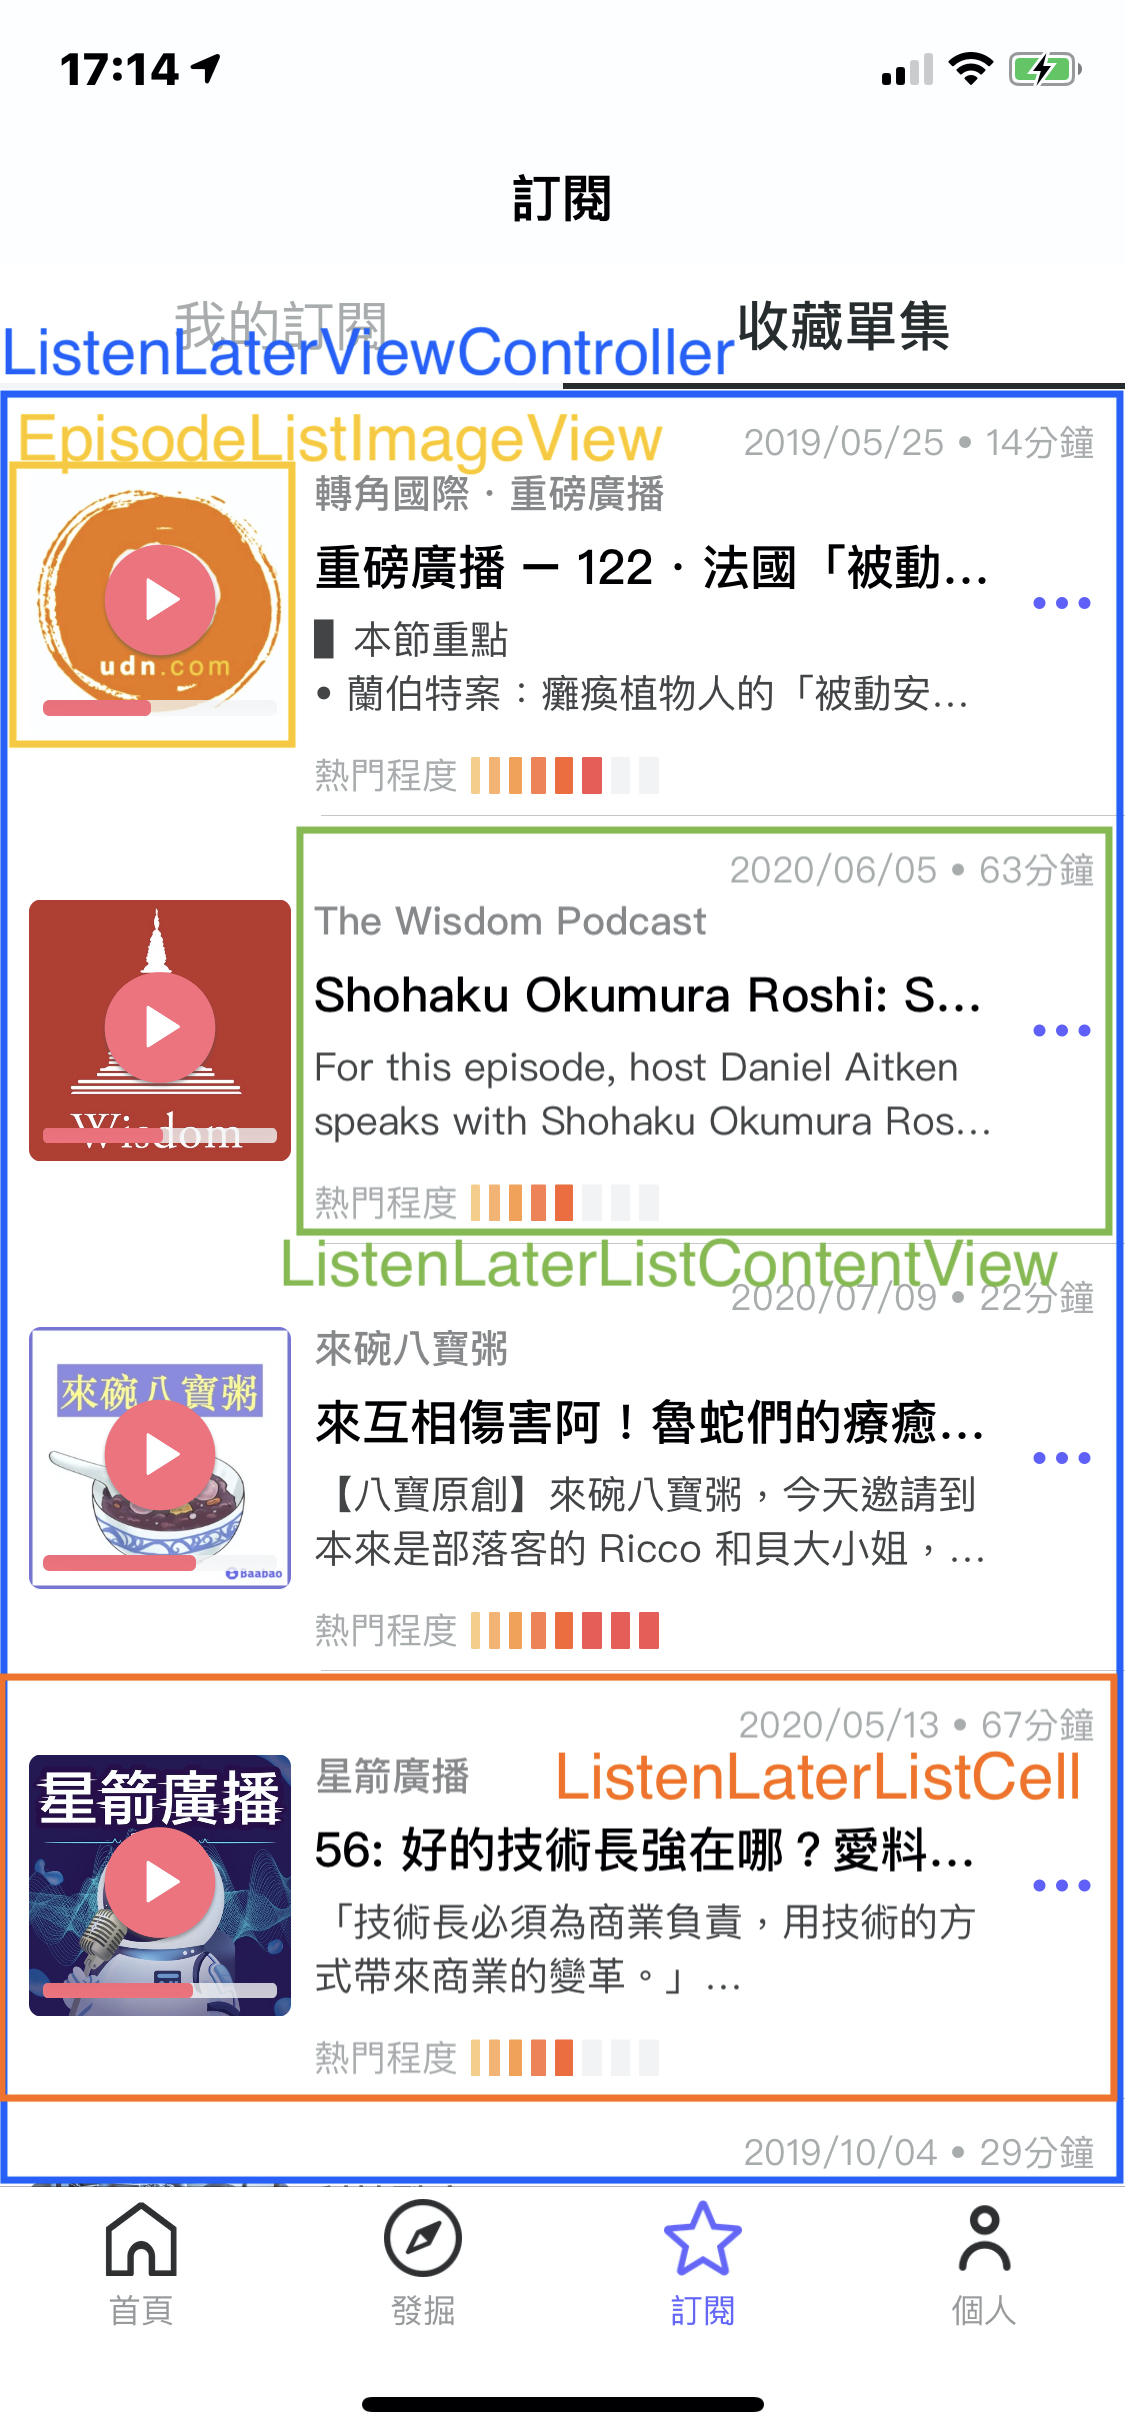 17:14
訂閱
我的訂閱
收藏單集
ListenLaterViewController
EpisodeListImageView
2019/05/25 • 14分鐘
轉角國際．重磅廣播
重磅廣播 — 122．法國「被動...
▋本節重點
• 蘭伯特案：癱瘓植物人的「被動安...
udn.com
熱門程度
2020/06/05 • 63分鐘
The Wisdom Podcast
Shohaku Okumura Roshi: S...
For this episode, host Daniel Aitken
speaks with Shohaku Okumura Ros...
Wisdom
熱門程度
ListenLaterListContentView
2020/07/09 • 22分鐘
來碗八寶粥
來碗八寶粥
來互相傷害阿！魯蛇們的療癒...
【八寶原創】來碗八寶粥，今天邀請到
本來是部落客的 Ricco 和貝大小姐，...
Baabao
熱門程度
2020/05/13 • 67分鐘
星箭廣播
ListenLaterListCell
星箭廣播
56: 好的技術長強在哪？愛料...
「技術長必須為商業負責，用技術的方
式帶來商業的變革。」...
熱門程度
2019/10/04 • 29分鐘
首頁
發掘
訂閱
個人